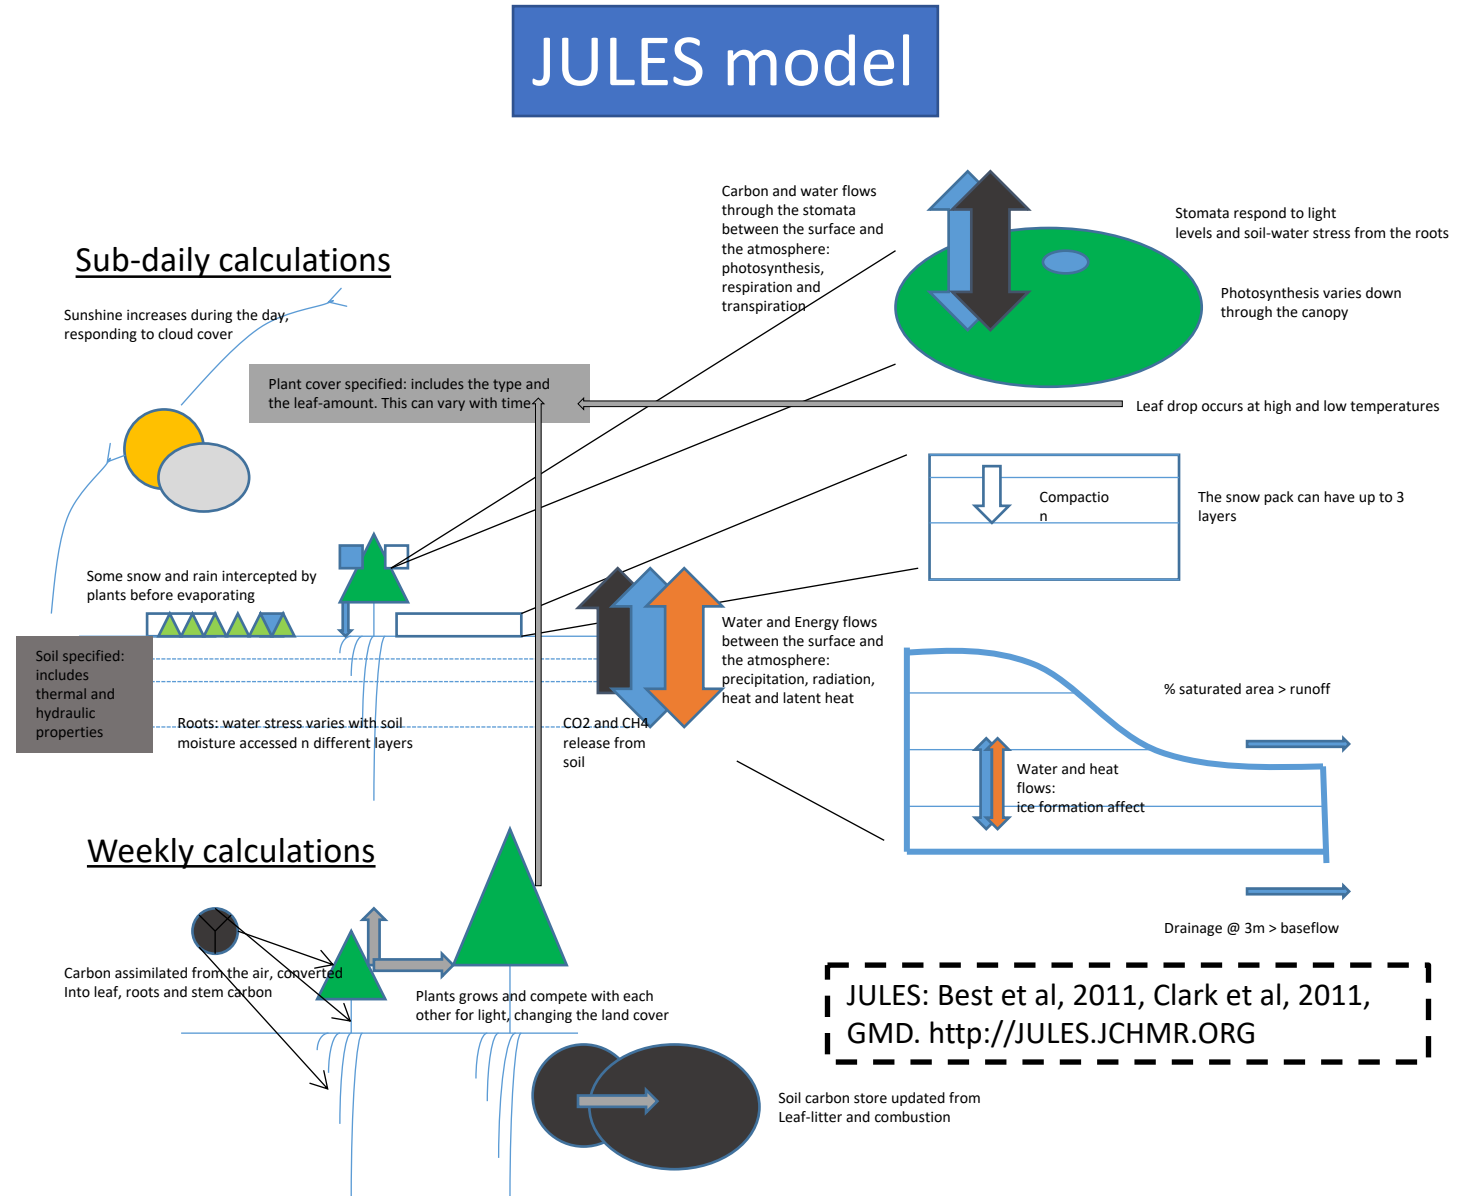 JULES model
Carbon and water flows
through the stomata
between the surface and
the atmosphere:
photosynthesis,
respiration and
transpiration
Stomata respond to light
levels and soil-water stress from the roots
Photosynthesis varies down
through the canopy
Sub-daily calculations
Sunshine increases during the day,
responding to cloud cover
Plant cover specified: includes the type and
the leaf-amount. This can vary with time
Leaf drop occurs at high and low temperatures
Compactio
n
The snow pack can have up to 3
layers
Some snow and rain intercepted by
plants before evaporating
Soil specified:
includes
thermal and
hydraulic
properties
Roots: water stress varies with soil
moisture accessed n different layers
CO2 and CH4
release from
soil
Water and Energy flows
between the surface and
the atmosphere:
precipitation, radiation,
heat and latent heat
% saturated area > runoff
Water and heat
flows:
ice formation affect
Drainage @ 3m > baseflow
Weekly calculations
Carbon assimilated from the air, converted
Into leaf, roots and stem carbon
Plants grows and compete with each
other for light, changing the land cover
JULES: Best et al, 2011, Clark et al, 2011,
GMD. http://JULES.JCHMR.ORG
Soil carbon store updated from
Leaf-litter and combustion